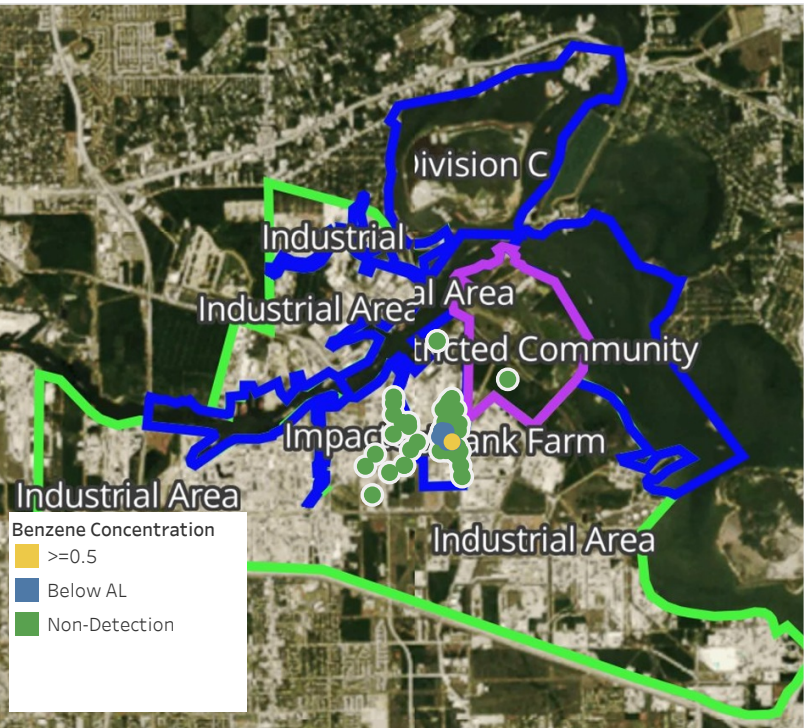 Division C
Industrial
Industrial Area
al Area
tricted Community
Impac
ank Farm
Industrial Area
Industrial Area
Benzene Concentration
>=0.5
Below AL
Non-Detection